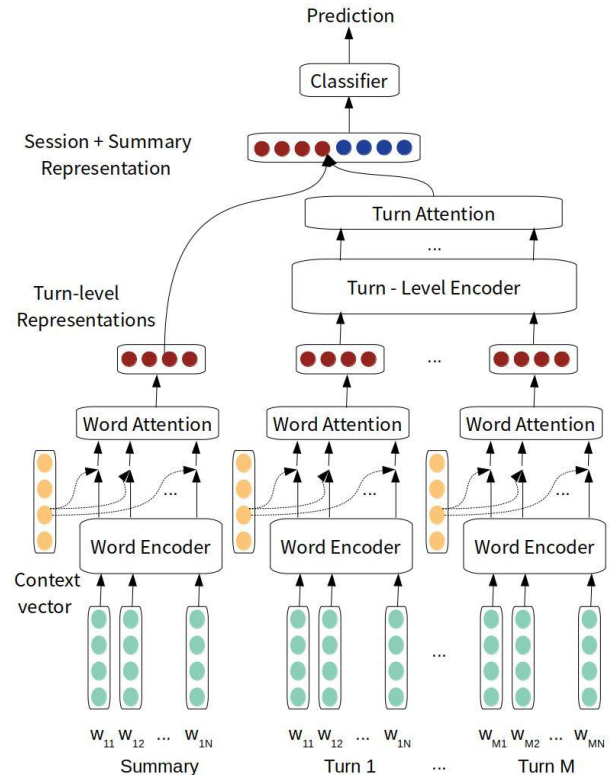 Prediction
Classifier
Session + Summary
Representation
Turn Attention
...
Turn - Level Encoder
Turn-level
Representations
...
Word Attention
Word Attention
Word Attention
...
...
...
Word Encoder
Word Encoder
Word Encoder
Context
vector
...
w11 w12 ... w1N
w11 w12 ... w1N
wM1 wM2 ... wMN
Summary
Turn 1
...
Turn M